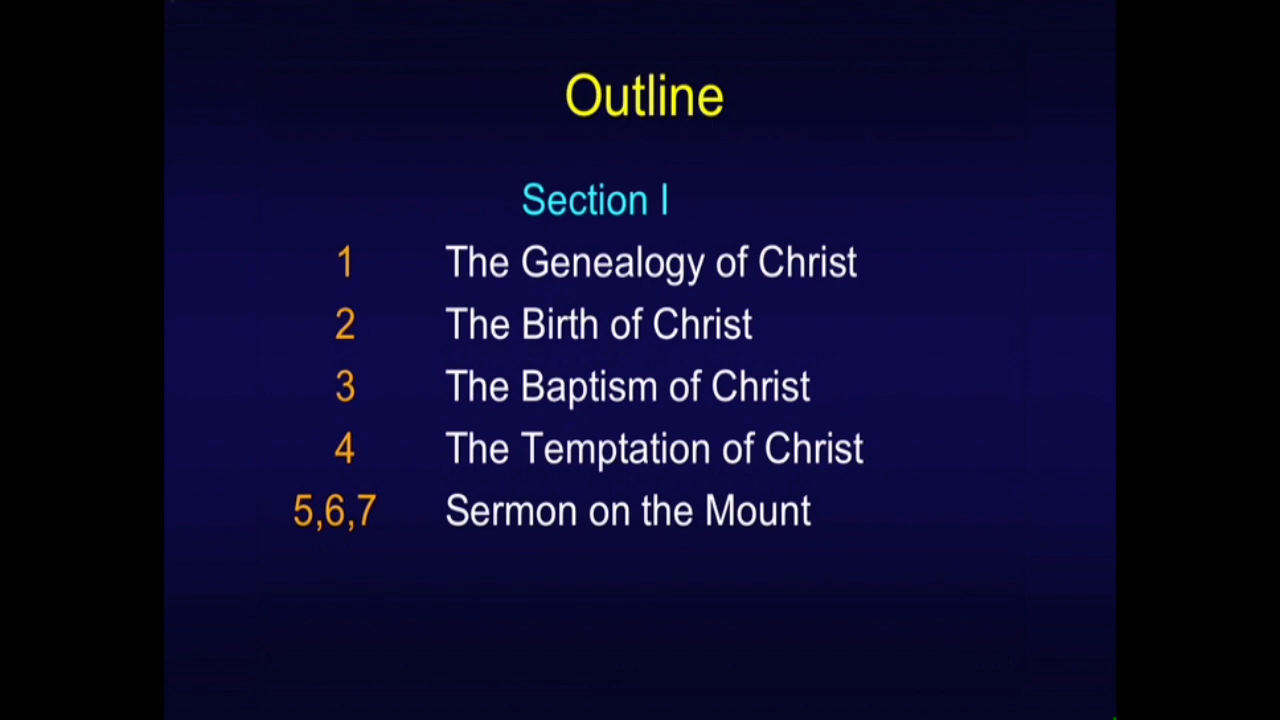 Outline
Section I
1 The Genealogy of Christ
2 The Birth of Christ
3 The Baptism of Christ
4 The Temptation of Christ
5,6,7 Sermon on the Mount